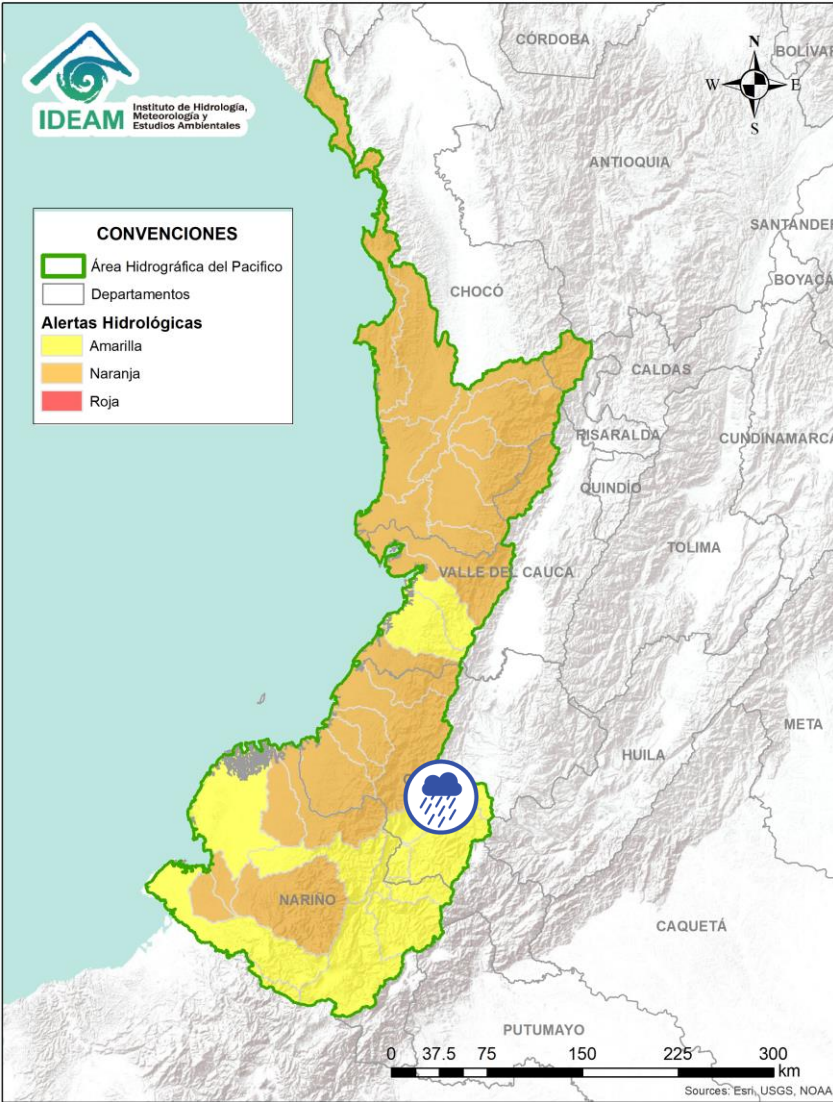 IDEAM
Instituto de Hidrología,
Meteorología y
Estudios Ambientales
N
W
E
S
CÓRDOBA
BOLÍVAR
ANTIOQUIA
SANTANDER
BOYACÁ
CHOCÓ
CONVENCIONES
Área Hidrográfica del Pacifico
Departamentos
Alertas Hidrológicas
Amarilla
Naranja
Roja
CALDAS
RISARALDA
CUNDINAMARCA
QUINDÍO
TOLIMA
VALLE DEL CAUCA
META
HUILA
NARIÑO
CAQUETÁ
PUTUMAYO
0 37.5 75 150 225 300
km
Sources: Esri, USGS, NOAA